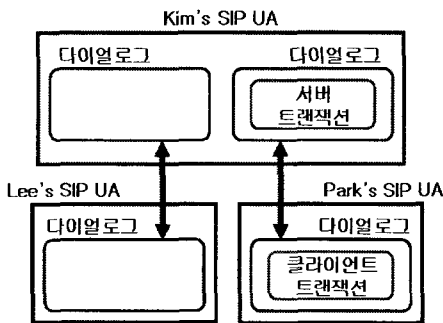 Kim's SIP UA
다이얼로그
다이얼로그
서버
트랜잭션
Lee's SIP UA
Park's SIP UA
다이얼로그
다이얼로그
클라이언트
트랜잭션